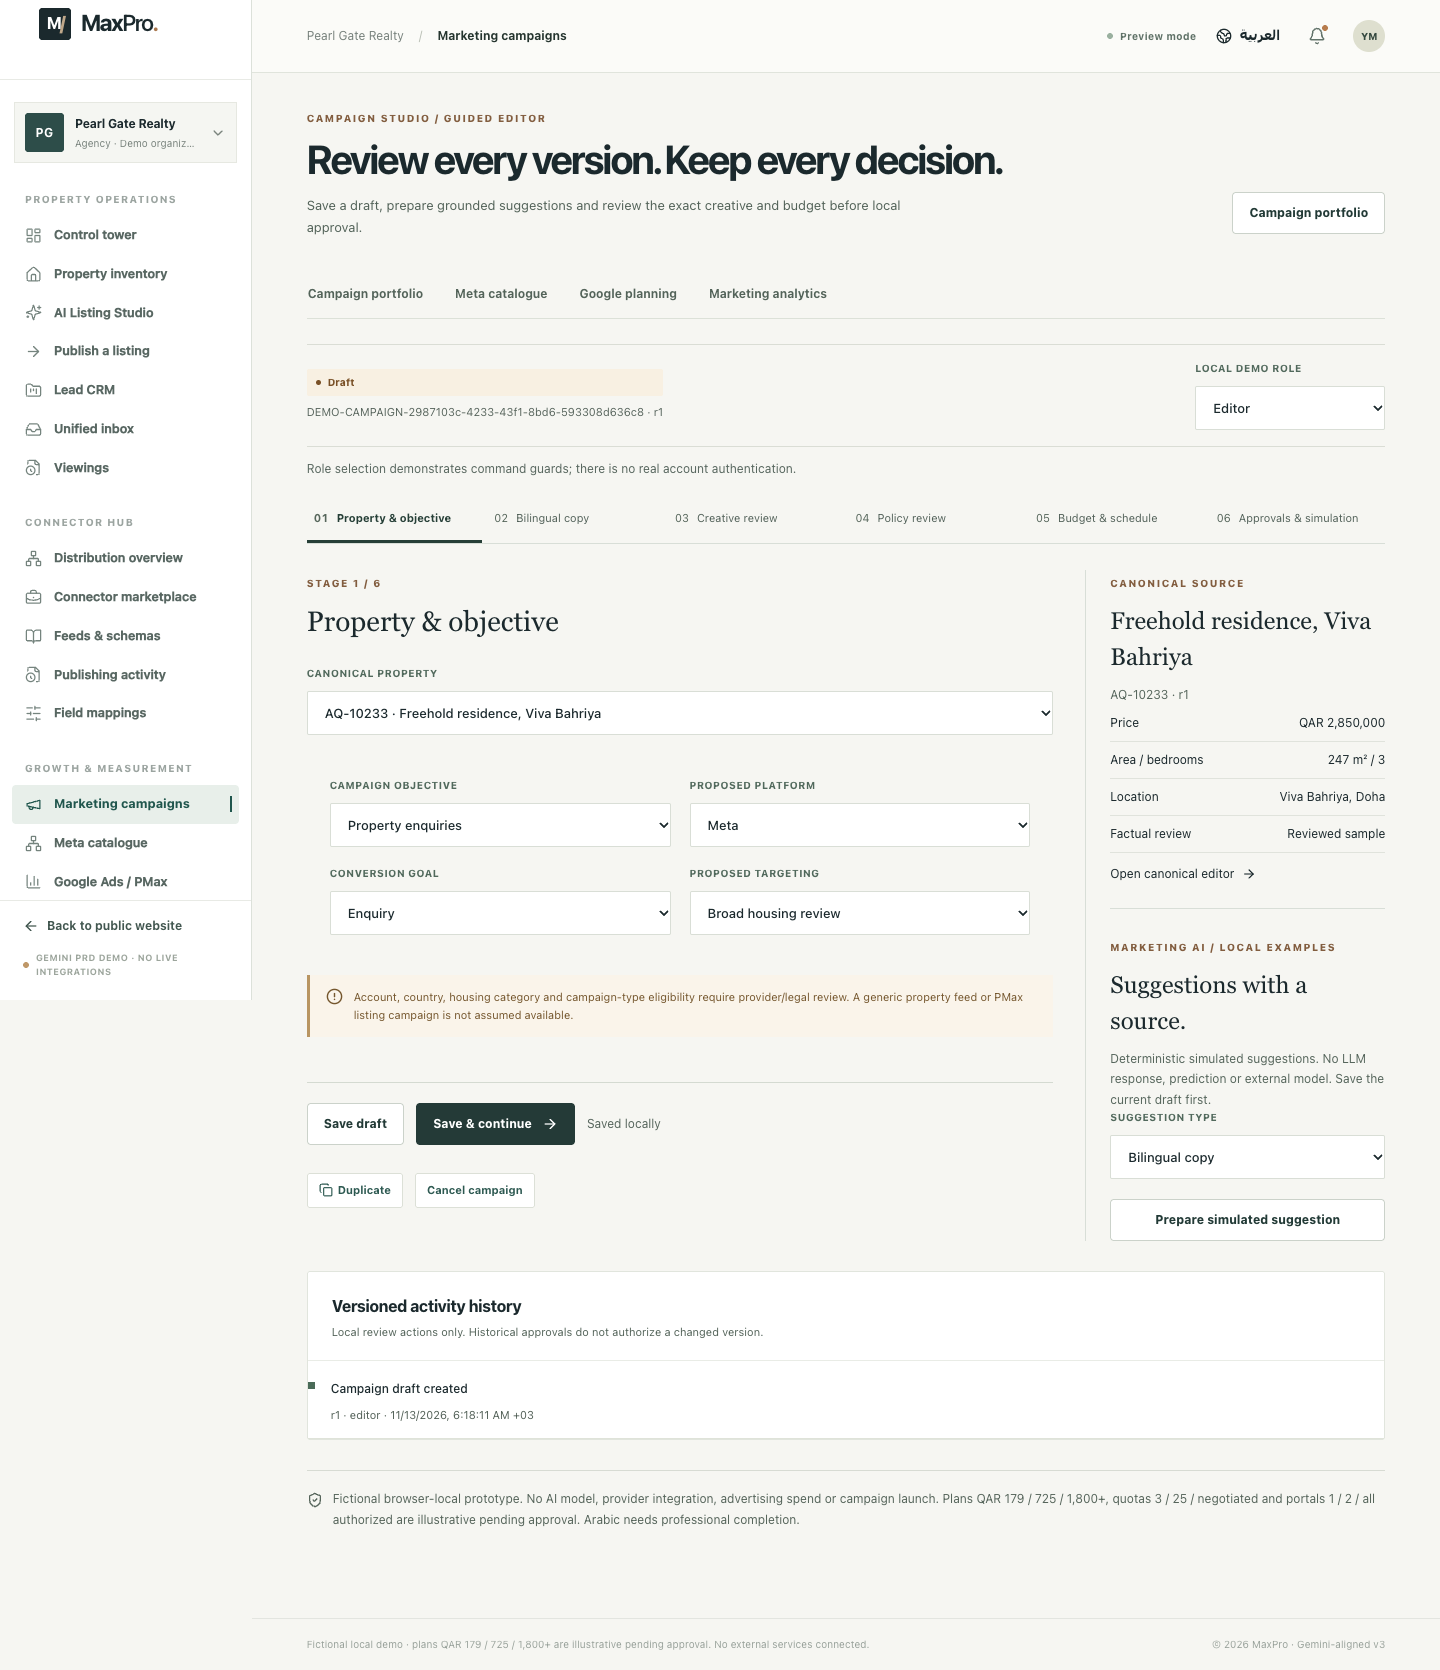 M/ MaxPro.
PG
Pearl Gate Realty
Agency · Demo organiz...
PROPERTY OPERATIONS
Control tower
Property inventory
AI Listing Studio
Publish a listing
Lead CRM
Unified inbox
Viewings
CONNECTOR HUB
Distribution overview
Connector marketplace
Feeds & schemas
Publishing activity
Field mappings
GROWTH & MEASUREMENT
Marketing campaigns
Meta catalogue
Google Ads / PMax
Back to public website
GEMINI PRD DEMO · NO LIVE
INTEGRATIONS
Pearl Gate Realty / Marketing campaigns
Preview mode
العربية
YM
CAMPAIGN STUDIO / GUIDED EDITOR
Review every version. Keep every decision.
Save a draft, prepare grounded suggestions and review the exact creative and budget before local
approval.
Campaign portfolio
Campaign portfolio Meta catalogue Google planning Marketing analytics
Draft
DEMO-CAMPAIGN-2987103c-4233-43f1-8bd6-593308d636c8 · r1
LOCAL DEMO ROLE
Editor
Role selection demonstrates command guards; there is no real account authentication.
01 Property & objective 02 Bilingual copy 03 Creative review 04 Policy review 05 Budget & schedule 06 Approvals & simulation
STAGE 1 / 6
Property & objective
CANONICAL PROPERTY
AQ-10233 · Freehold residence, Viva Bahriya
CAMPAIGN OBJECTIVE
Property enquiries
PROPOSED PLATFORM
Meta
CONVERSION GOAL
Enquiry
PROPOSED TARGETING
Broad housing review
Account, country, housing category and campaign-type eligibility require provider/legal review. A generic property feed or PMax
listing campaign is not assumed available.
Save draft
Save & continue
Saved locally
Duplicate
Cancel campaign
CANONICAL SOURCE
Freehold residence, Viva
Bahriya
AQ-10233 · r1
Price QAR 2,850,000
Area / bedrooms 247 m² / 3
Location Viva Bahriya, Doha
Factual review Reviewed sample
Open canonical editor
MARKETING AI / LOCAL EXAMPLES
Suggestions with a
source.
Deterministic simulated suggestions. No LLM
response, prediction or external model. Save the
current draft first.
SUGGESTION TYPE
Bilingual copy
Prepare simulated suggestion
Versioned activity history
Local review actions only. Historical approvals do not authorize a changed version.
Campaign draft created
r1 · editor · 11/13/2026, 6:18:11 AM +03
Fictional browser-local prototype. No AI model, provider integration, advertising spend or campaign launch. Plans QAR 179 / 725 / 1,800+, quotas 3 / 25 / negotiated and portals 1 / 2 / all
authorized are illustrative pending approval. Arabic needs professional completion.
Fictional local demo · plans QAR 179 / 725 / 1,800+ are illustrative pending approval. No external services connected.
© 2026 MaxPro · Gemini-aligned v3